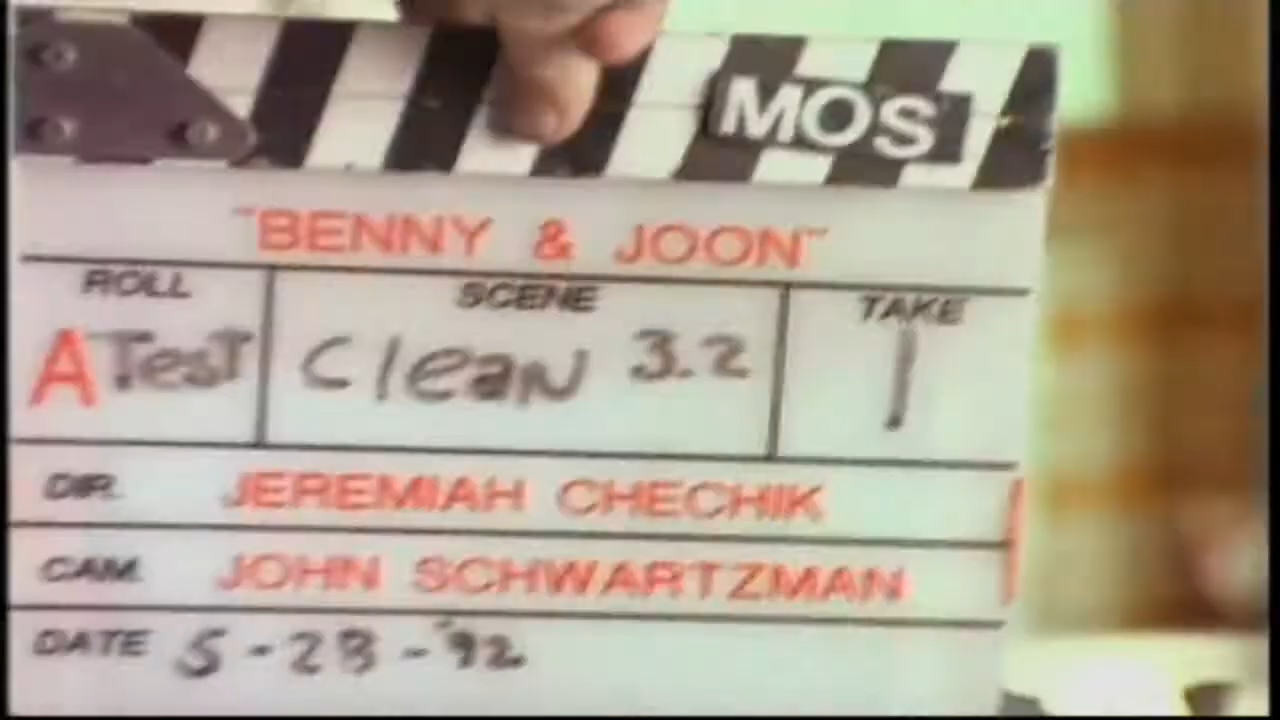 MOS
"BENNY & JOON"
ROLL SCENE TAKE
A Test Clean 3.2 1
DIR. JEREMIAH CHECHIK
CAM. JOHN SCHWARTZMAN
DATE 5-28-'92